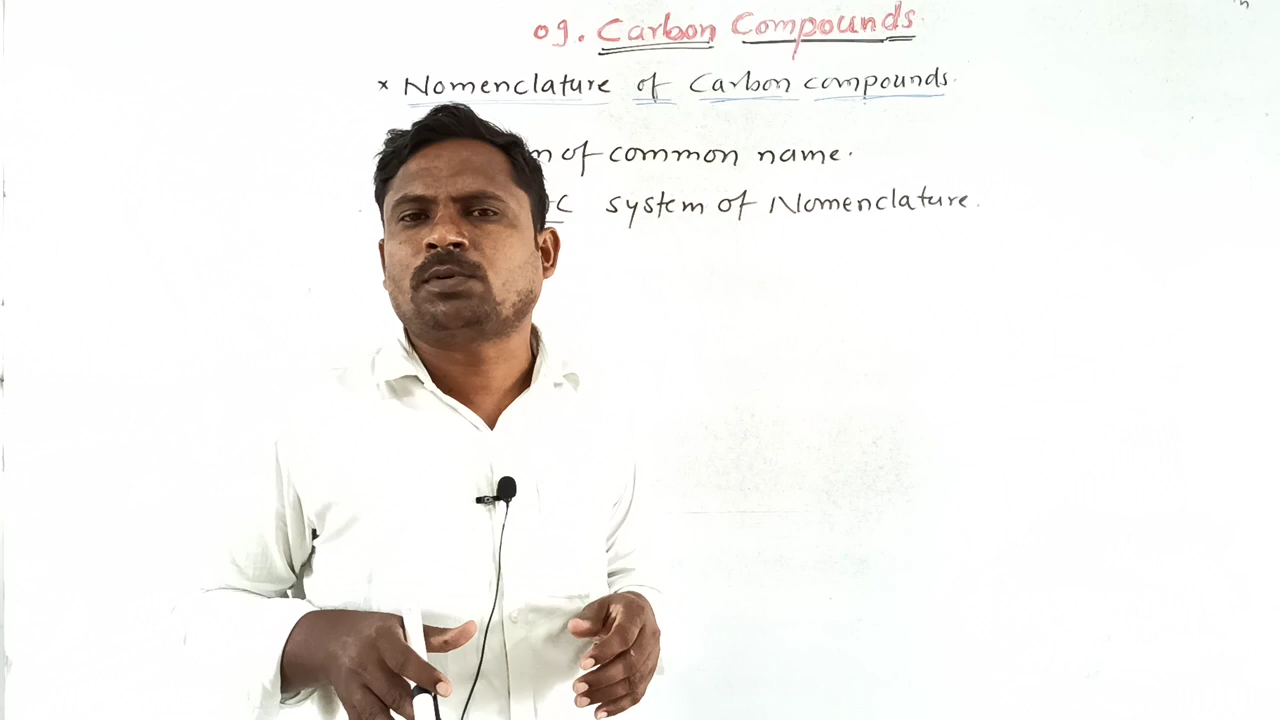 09. Carbon Compounds.
* Nomenclature of Carbon compounds.
of common name.
system of Nomenclature.